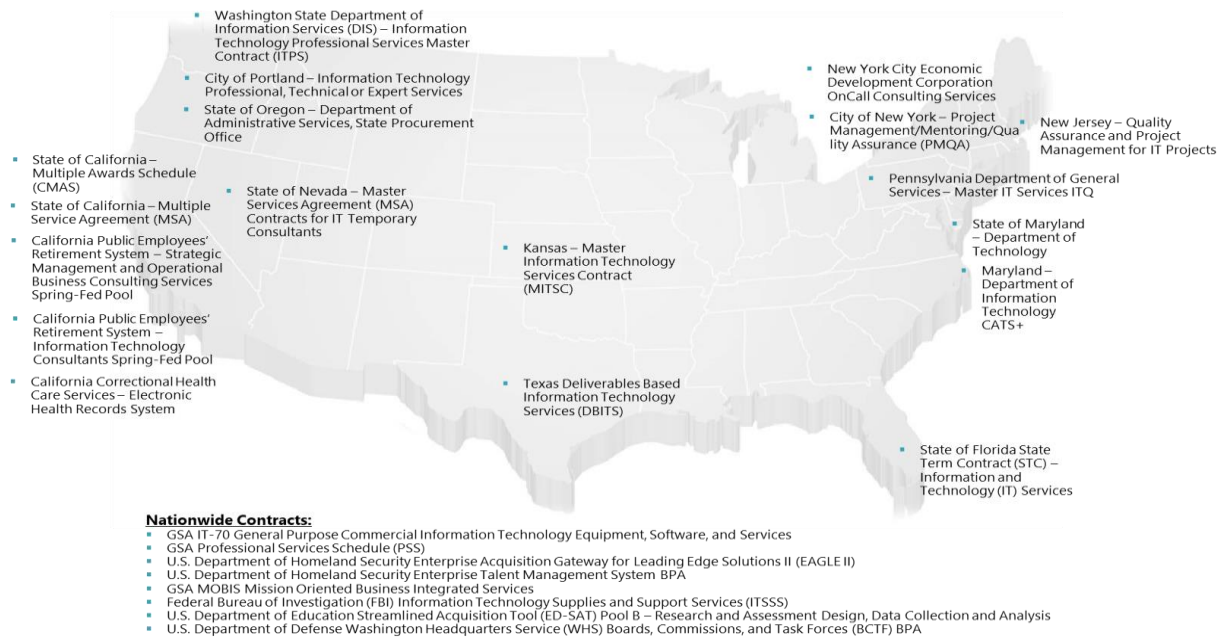 Washington State Department of
Information Services (DIS) – Information
Technology Professional Services Master
Contract (ITPS)
City of Portland – Information Technology
Professional, Technical or Expert Services
State of Oregon – Department of
Administrative Services, State Procurement
Office
State of California –
Multiple Awards Schedule
(CMAS)
State of California – Multiple
Service Agreement (MSA)
California Public Employees’
Retirement System – Strategic
Management and Operational
Business Consulting Services
Spring-Fed Pool
California Public Employees’
Retirement System –
Information Technology
Consultants Spring-Fed Pool
California Correctional Health
Care Services – Electronic
Health Records System
State of Nevada – Master
Services Agreement (MSA)
Contracts for IT Temporary
Consultants
Kansas – Master
Information Technology
Services Contract
(MITSC)
Texas Deliverables Based
Information Technology
Services (DBITS)
New York City Economic
Development Corporation
OnCall Consulting Services
City of New York – Project
Management/Mentoring/Qua
lity Assurance (PMQA)
New Jersey – Quality
Assurance and Project
Management for IT Projects
Pennsylvania Department of General
Services – Master IT Services ITQ
State of Maryland
– Department of
Technology
Maryland –
Department of
Information
Technology
CATS+
State of Florida State
Term Contract (STC) –
Information and
Technology (IT) Services
Nationwide Contracts:
GSA IT-70 General Purpose Commercial Information Technology Equipment, Software, and Services
GSA Professional Services Schedule (PSS)
U.S. Department of Homeland Security Enterprise Acquisition Gateway for Leading Edge Solutions II (EAGLE II)
U.S. Department of Homeland Security Enterprise Talent Management System BPA
GSA MOBIS Mission Oriented Business Integrated Services
Federal Bureau of Investigation (FBI) Information Technology Supplies and Support Services (ITSSS)
U.S. Department of Education Streamlined Acquisition Tool (ED-SAT) Pool B – Research and Assessment Design, Data Collection and Analysis
U.S. Department of Defense Washington Headquarters Service (WHS) Boards, Commissions, and Task Forces (BCTF) BPA